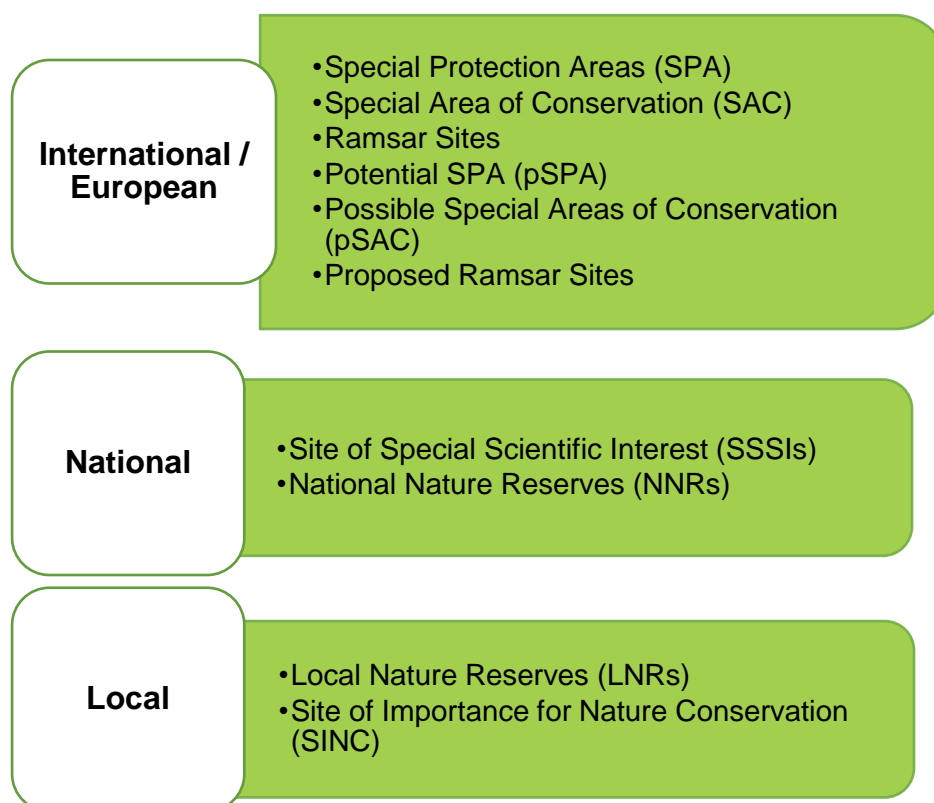 International /
European
•Special Protection Areas (SPA)
•Special Area of Conservation (SAC)
•Ramsar Sites
•Potential SPA (pSPA)
•Possible Special Areas of Conservation
(pSAC)
•Proposed Ramsar Sites
National
•Site of Special Scientific Interest (SSSIs)
•National Nature Reserves (NNRs)
Local
•Local Nature Reserves (LNRs)
•Site of Importance for Nature Conservation
(SINC)